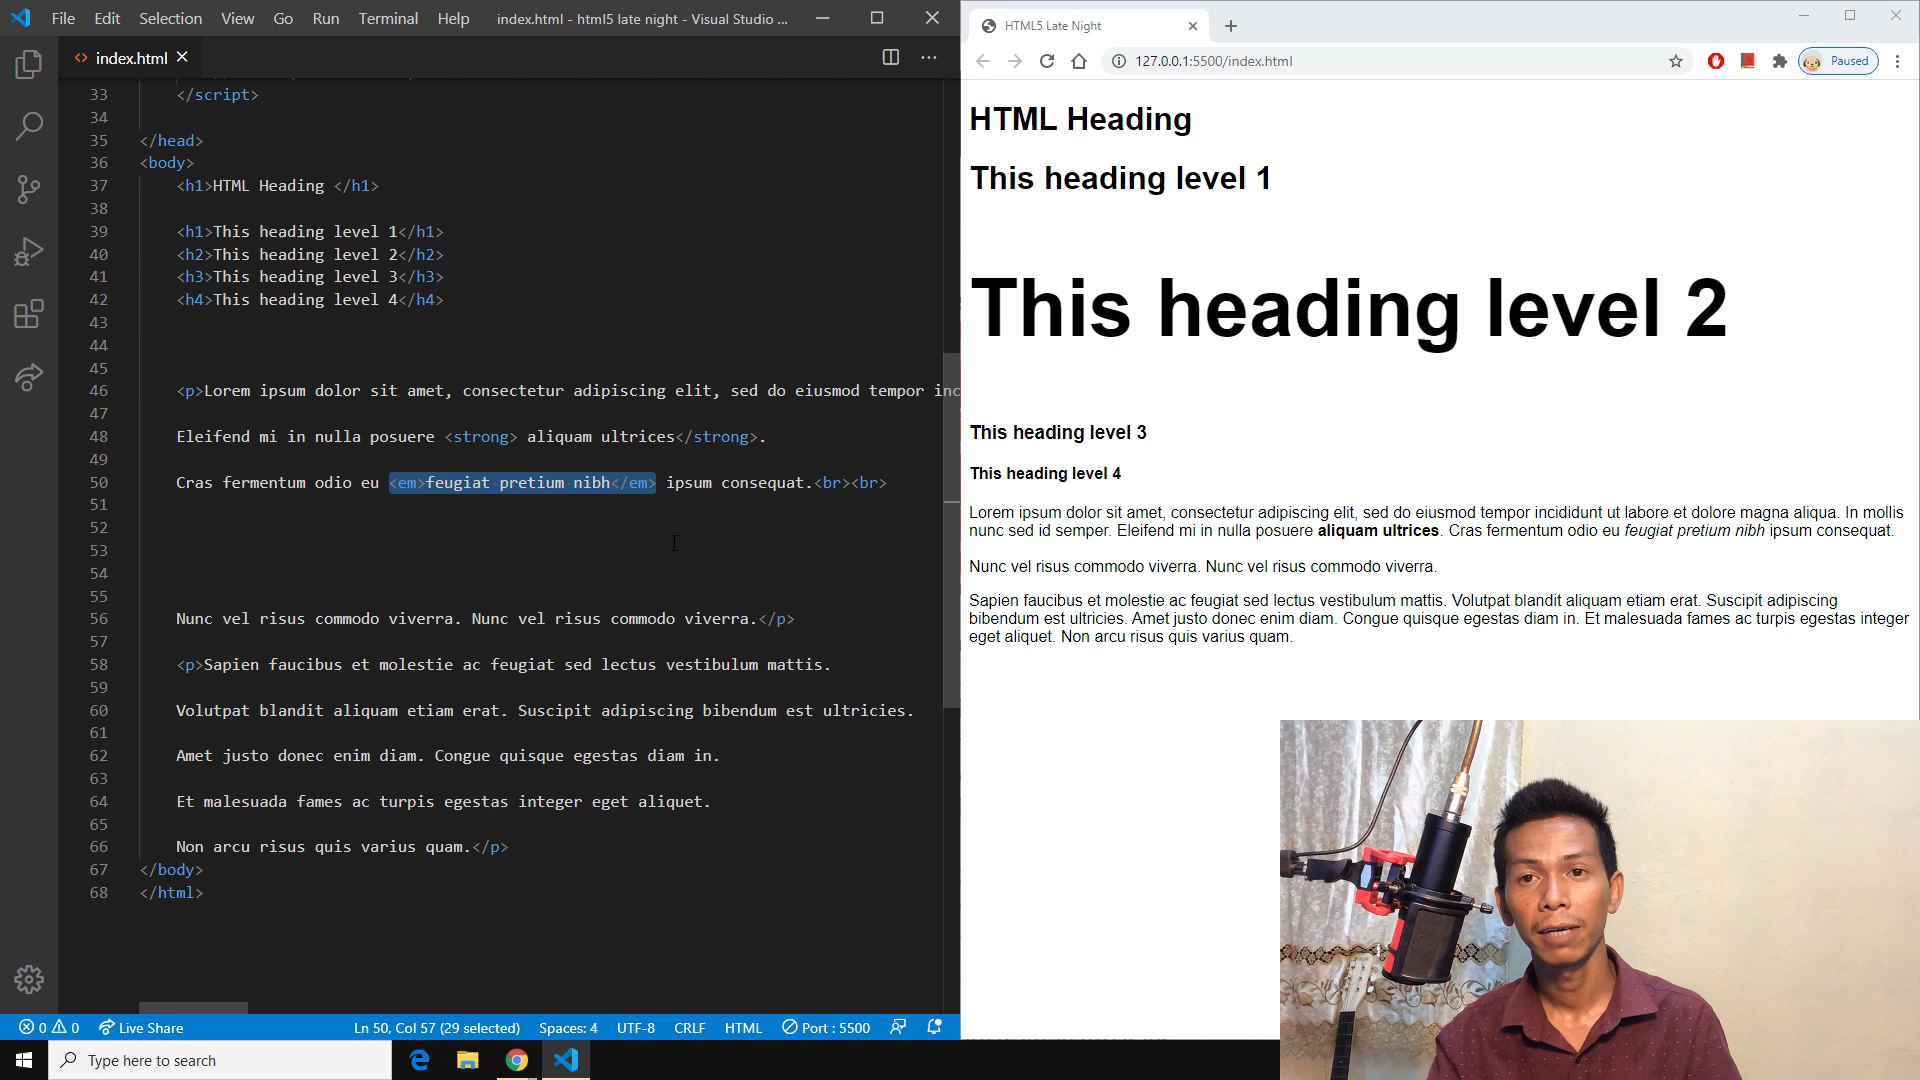 File Edit Selection View Go Run Terminal Help index.html - html5 late night - Visual Studio ...
index.html
33 </script>
34
35 </head>
36 <body>
37 <h1>HTML Heading </h1>
38
39 <h1>This heading level 1</h1>
40 <h2>This heading level 2</h2>
41 <h3>This heading level 3</h3>
42 <h4>This heading level 4</h4>
43
44
45
46 <p>Lorem ipsum dolor sit amet, consectetur adipiscing elit, sed do eiusmod tempor inc
47
48 Eleifend mi in nulla posuere <strong> aliquam ultrices</strong>.
49
50 Cras fermentum odio eu <em>feugiat pretium nibh</em> ipsum consequat.<br><br>
51
52
53
54
55
56 Nunc vel risus commodo viverra. Nunc vel risus commodo viverra.</p>
57
58 <p>Sapien faucibus et molestie ac feugiat sed lectus vestibulum mattis.
59
60 Volutpat blandit aliquam etiam erat. Suscipit adipiscing bibendum est ultricies.
61
62 Amet justo donec enim diam. Congue quisque egestas diam in.
63
64 Et malesuada fames ac turpis egestas integer eget aliquet.
65
66 Non arcu risus quis varius quam.</p>
67 </body>
68 </html>
0 0 Live Share Ln 50, Col 57 (29 selected) Spaces: 4 UTF-8 CRLF HTML Port : 5500
Type here to search
HTML5 Late Night
127.0.0.1:5500/index.html Paused
HTML Heading
This heading level 1
This heading level 2
This heading level 3
This heading level 4
Lorem ipsum dolor sit amet, consectetur adipiscing elit, sed do eiusmod tempor incididunt ut labore et dolore magna aliqua. In mollis
nunc sed id semper. Eleifend mi in nulla posuere aliquam ultrices. Cras fermentum odio eu feugiat pretium nibh ipsum consequat.
Nunc vel risus commodo viverra. Nunc vel risus commodo viverra.
Sapien faucibus et molestie ac feugiat sed lectus vestibulum mattis. Volutpat blandit aliquam etiam erat. Suscipit adipiscing
bibendum est ultricies. Amet justo donec enim diam. Congue quisque egestas diam in. Et malesuada fames ac turpis egestas integer
eget aliquet. Non arcu risus quis varius quam.